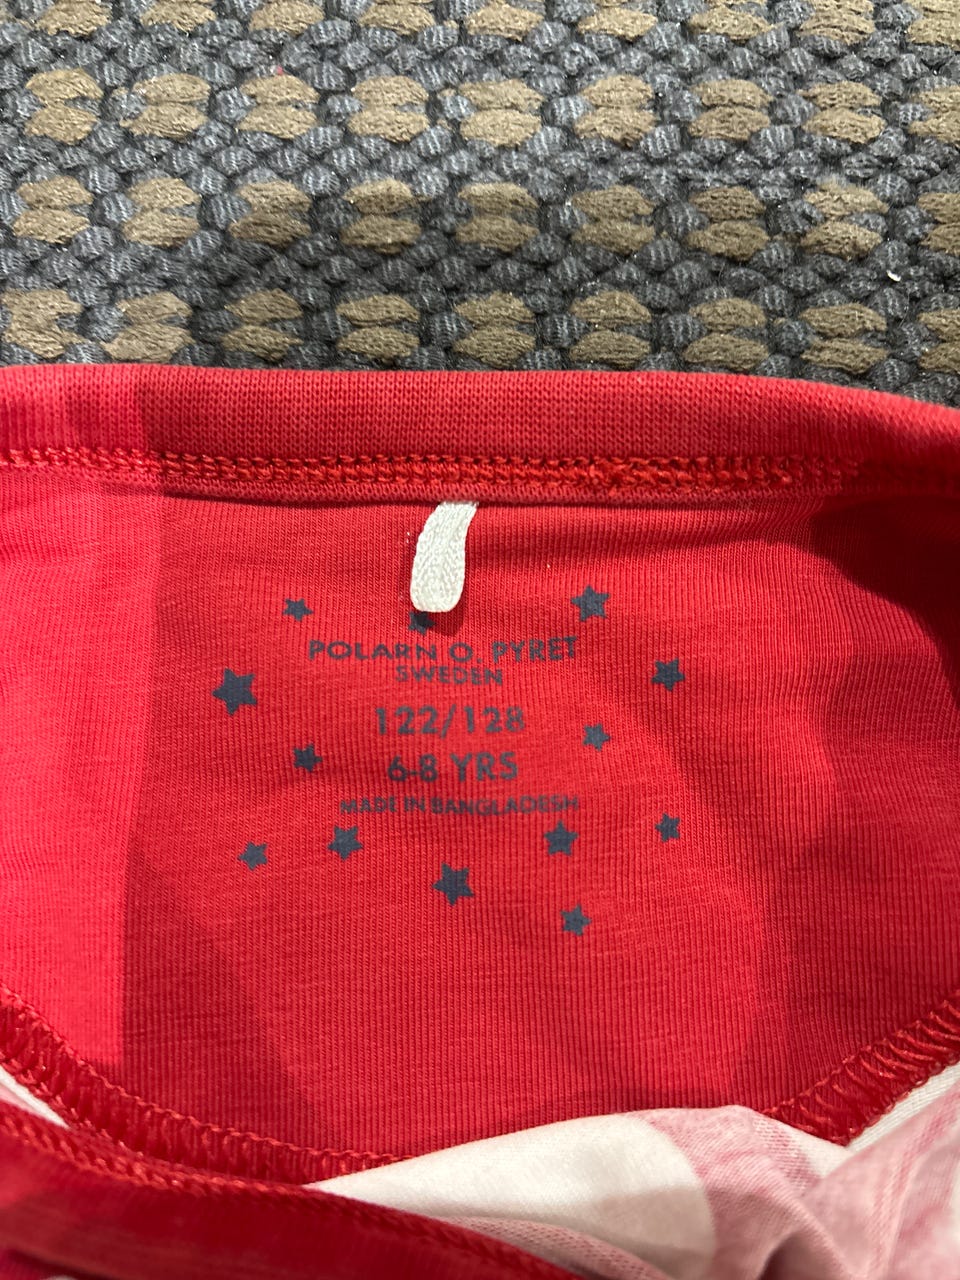 POLARN O. PYRET
SWEDEN
122/128
6-8 YRS
MADE IN BANGLADESH